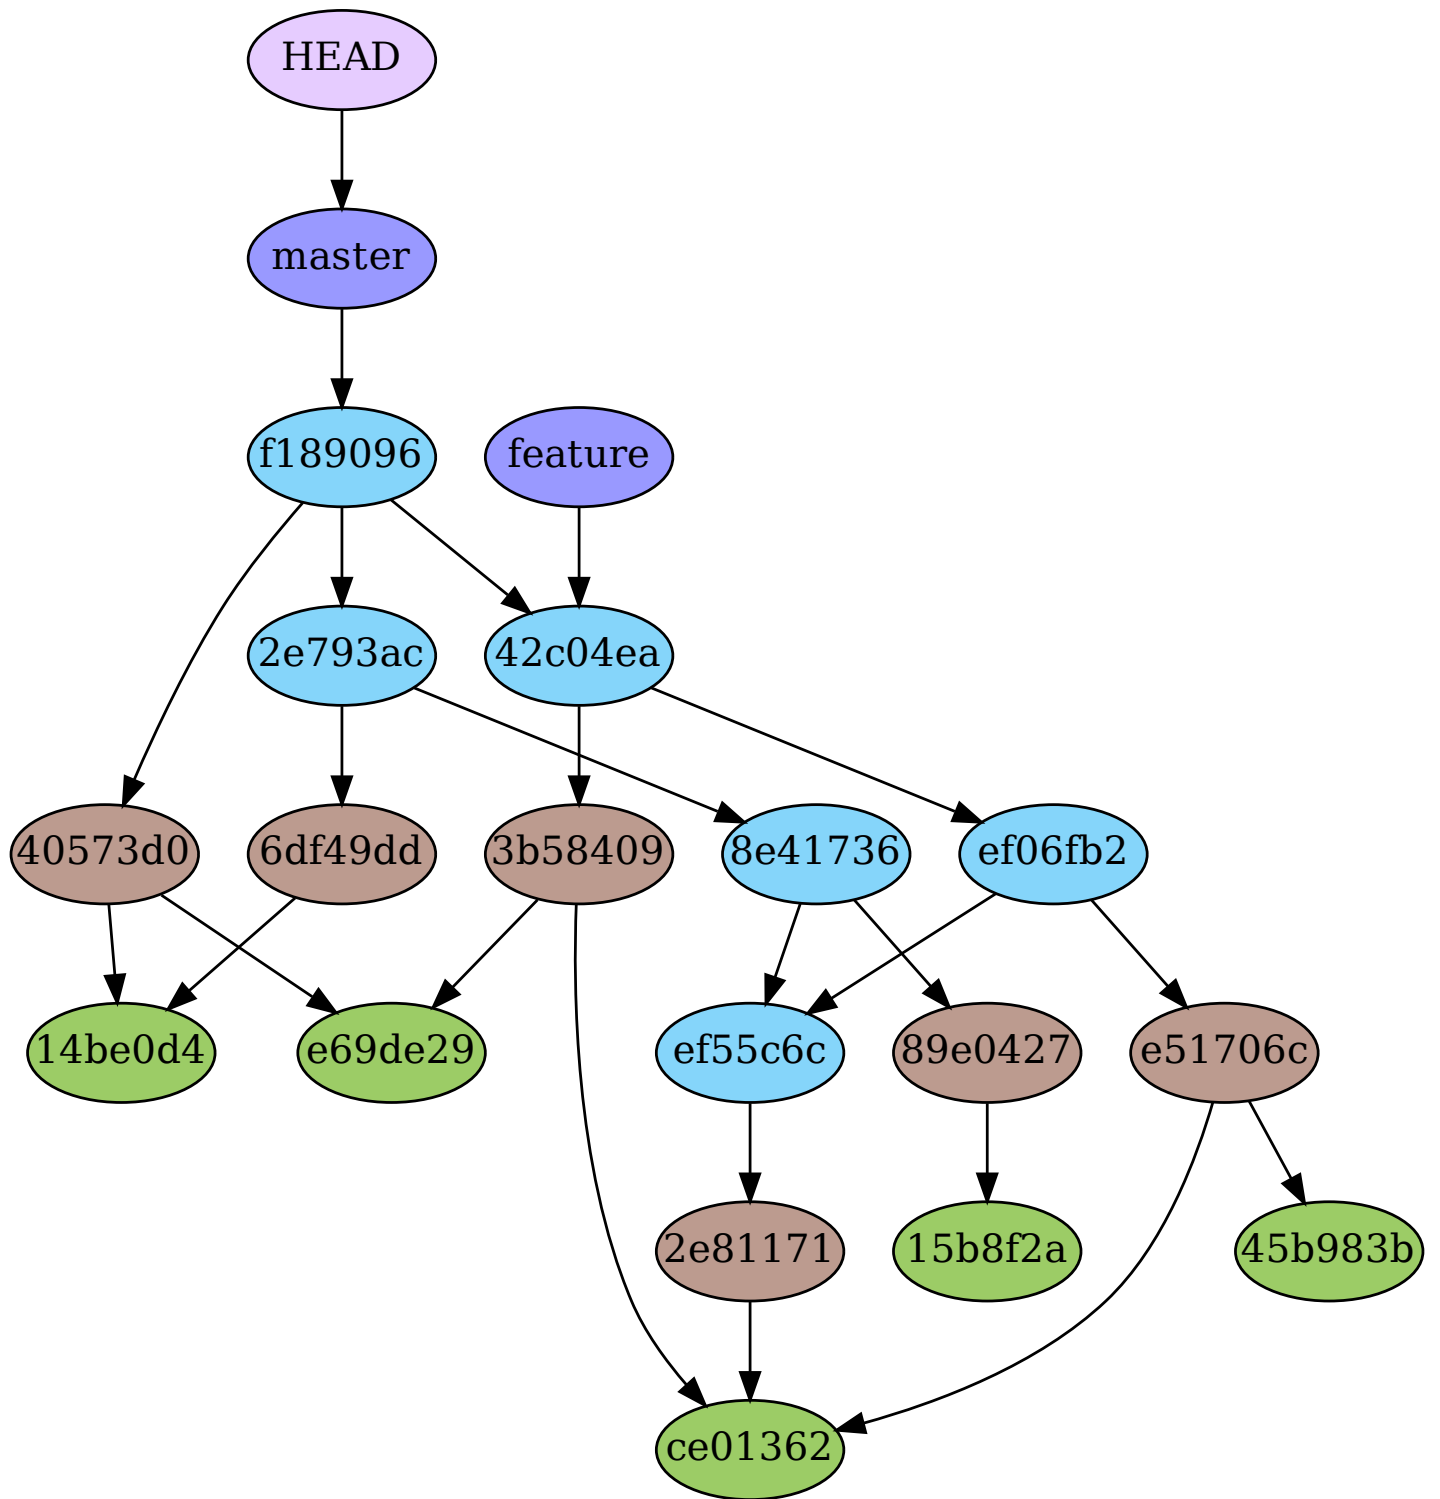 HEAD
master
f189096
feature
2e793ac
42c04ea
40573d0
6df49dd
3b58409
8e41736
ef06fb2
14be0d4
e69de29
ef55c6c
89e0427
e51706c
2e81171
15b8f2a
45b983b
ce01362